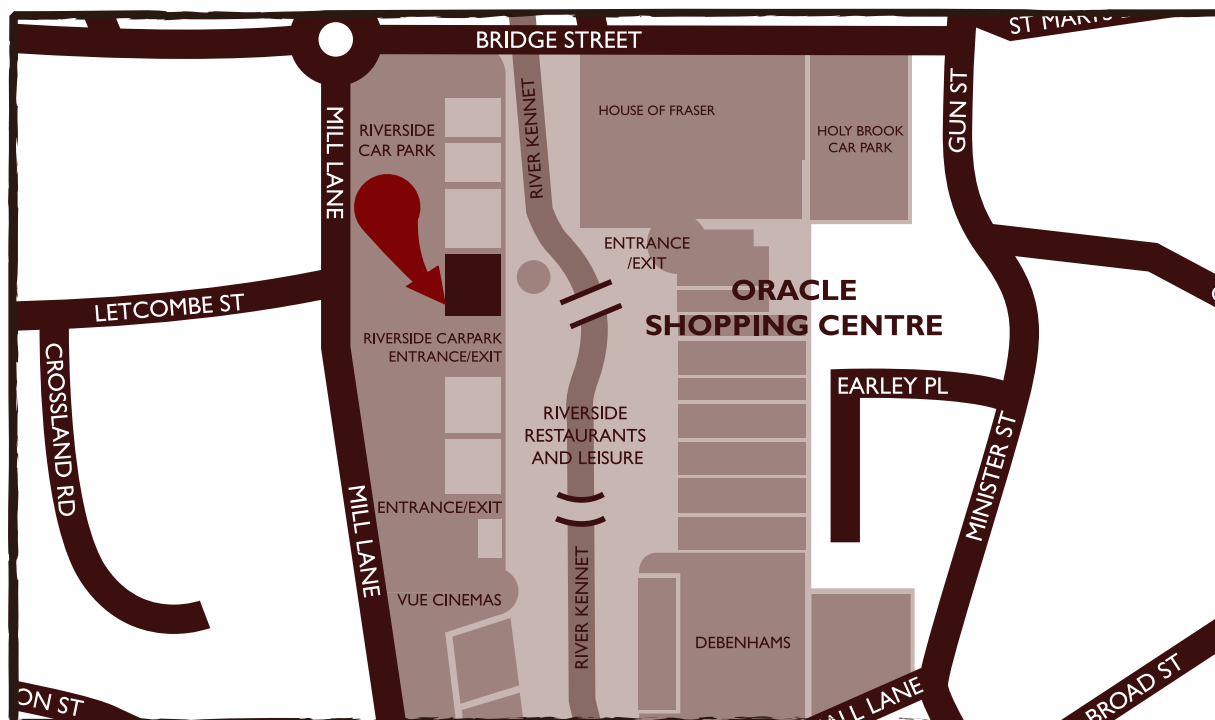 ST MARYS
BRIDGE STREET
GUN ST
MILL LANE
RIVER KENNET
HOUSE OF FRASER
RIVERSIDE
CAR PARK
HOLY BROOK
CAR PARK
ENTRANCE
/EXIT
ORACLE
SHOPPING CENTRE
LETCOMBE ST
RIVERSIDE CARPARK
ENTRANCE/EXIT
CROSSLAND RD
EARLEY PL
RIVERSIDE
RESTAURANTS
AND LEISURE
MINISTER ST
MILL LANE
ENTRANCE/EXIT
RIVER KENNET
VUE CINEMAS
DEBENHAMS
ON ST
ALL LANE
BROAD ST